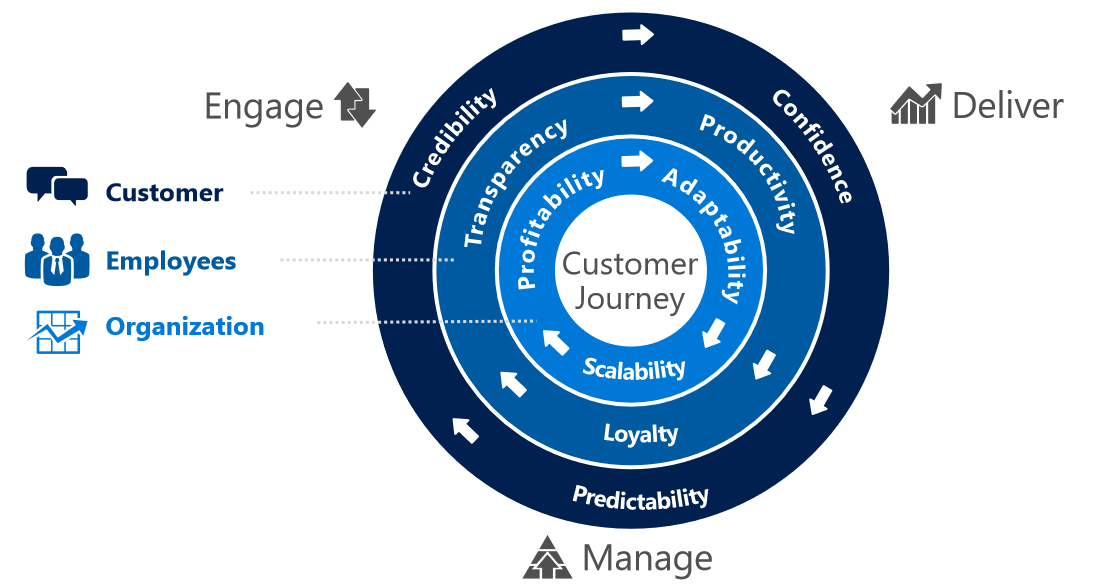 Engage
Deliver
Customer
Employees
Organization
Credibility
Confidence
Transparency
Productivity
Profitability
Adaptability
Customer
Journey
Scalability
Loyalty
Predictability
Manage